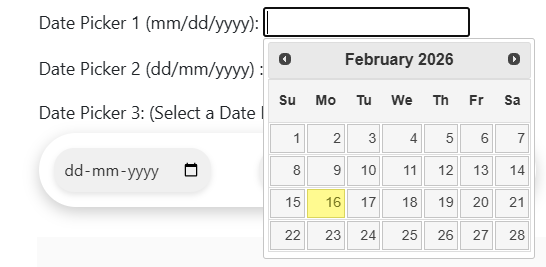 Date Picker 1 (mm/dd/yyyy):
February 2026
Su Mo Tu We Th Fr Sa
1 2 3 4 5 6 7
8 9 10 11 12 13 14
15 16 17 18 19 20 21
22 23 24 25 26 27 28
Date Picker 2 (dd/mm/yyyy) :
Date Picker 3: (Select a Date
dd-mm-yyyy